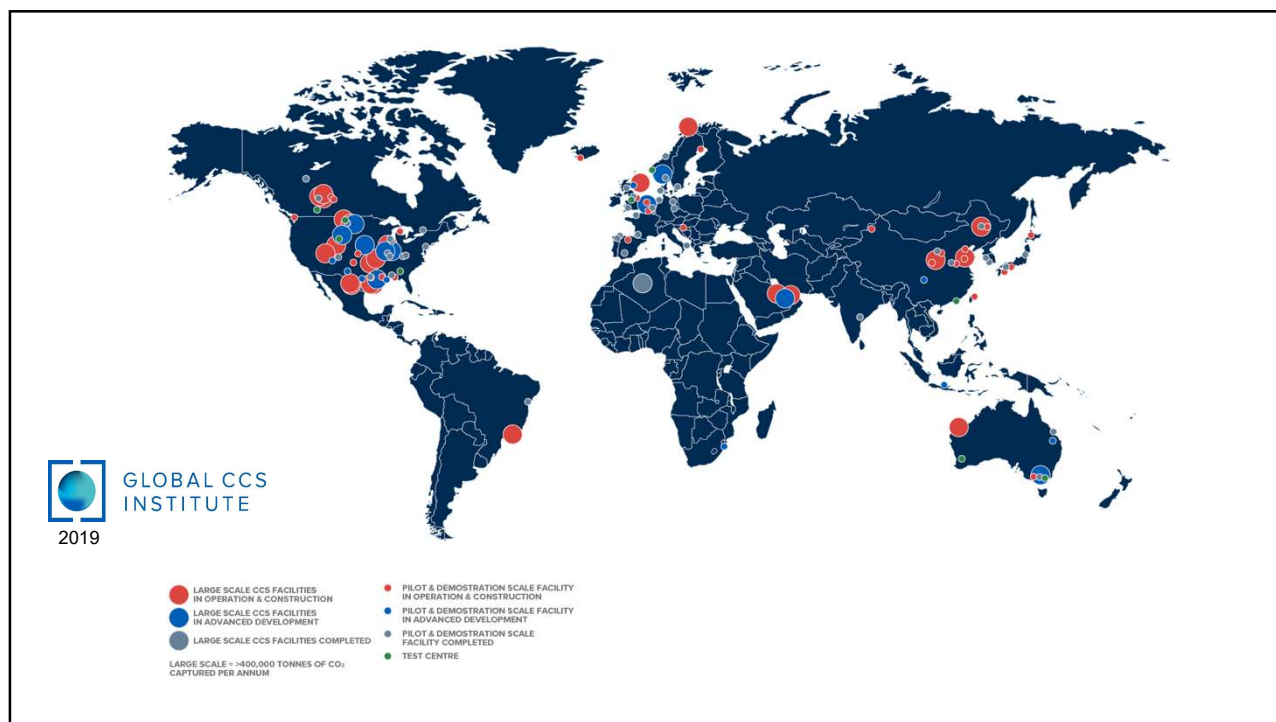 GLOBAL CCS
INSTITUTE
2019
LARGE SCALE CCS FACILITIES
IN OPERATION & CONSTRUCTION
LARGE SCALE CCS FACILITIES
IN ADVANCED DEVELOPMENT
LARGE SCALE CCS FACILITIES COMPLETED
LARGE SCALE = >400,000 TONNES OF CO₂
CAPTURED PER ANNUM
PILOT & DEMOSTRATION SCALE FACILITY
IN OPERATION & CONSTRUCTION
PILOT & DEMOSTRATION SCALE FACILITY
IN ADVANCED DEVELOPMENT
PILOT & DEMOSTRATION SCALE
FACILITY COMPLETED
TEST CENTRE